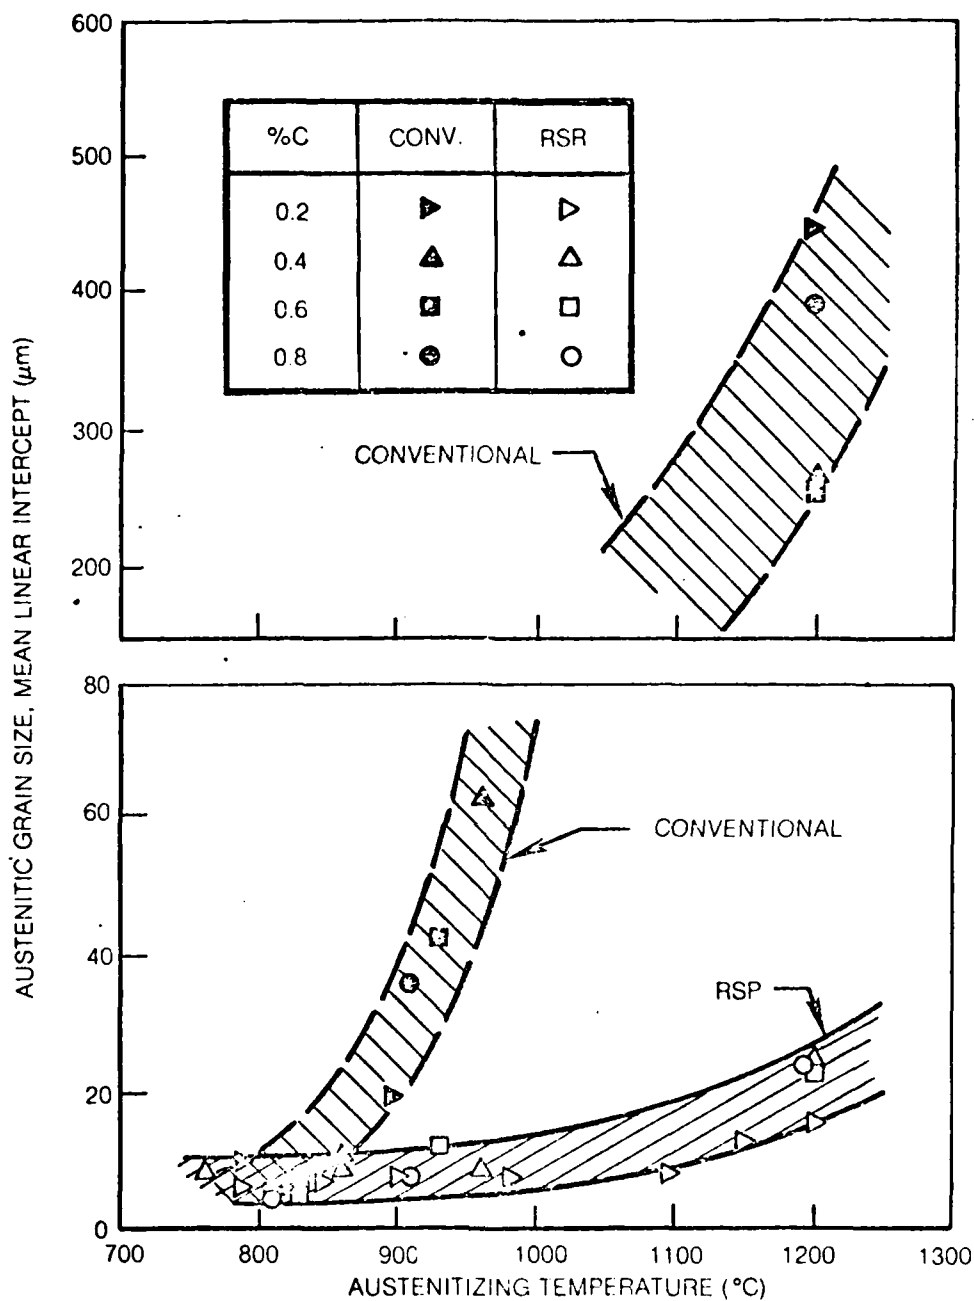 600
500
400
300
200
%C CONV. RSR
0.2
0.4
0.6
0.8
CONVENTIONAL
AUSTENITIC GRAIN SIZE, MEAN LINEAR INTERCEPT (μm)
80
60
40
20
0
CONVENTIONAL
RSP
700 800 900 1000 1100 1200 1300
AUSTENITIZING TEMPERATURE (°C)